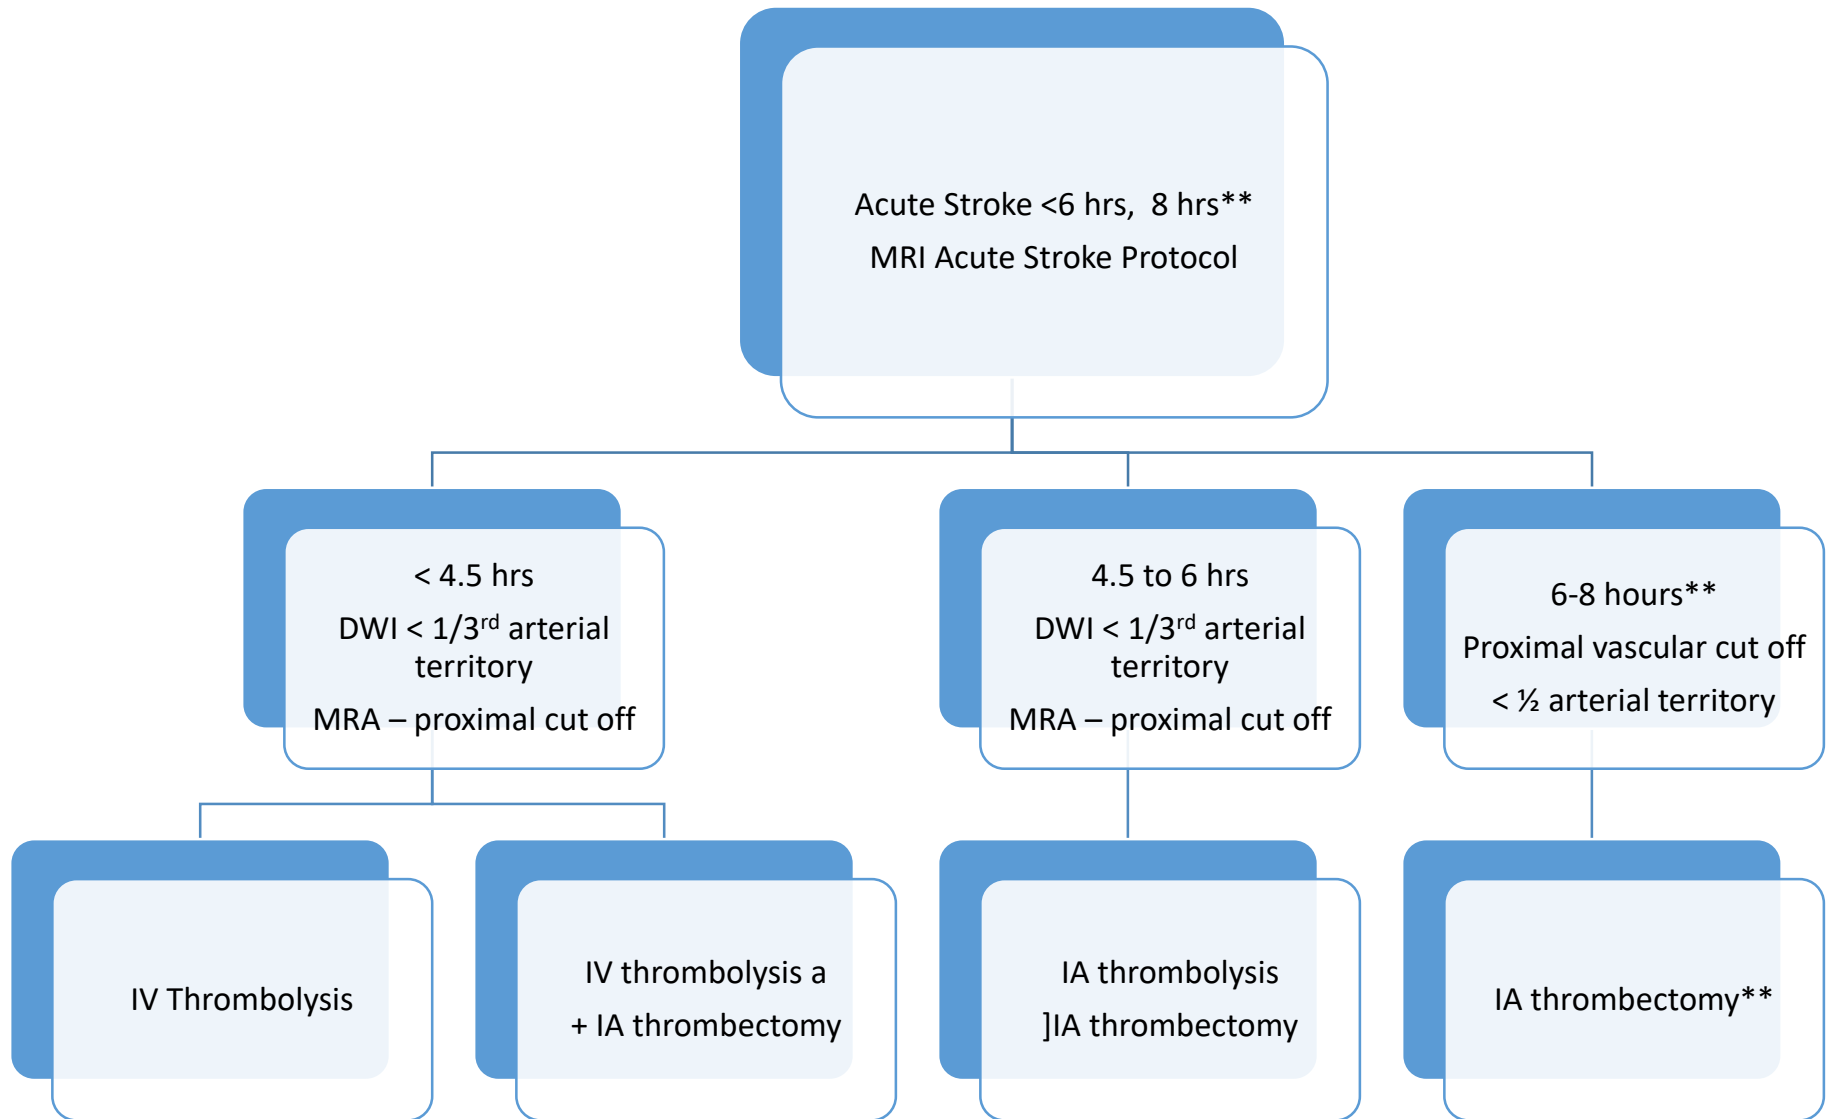 Acute Stroke <6 hrs,  8 hrs**
MRI Acute Stroke Protocol
< 4.5 hrs
DWI < 1/3rd arterial
territory
MRA – proximal cut off
4.5 to 6 hrs
DWI < 1/3rd arterial
territory
MRA – proximal cut off
6-8 hours**
Proximal vascular cut off
< ½ arterial territory
IV Thrombolysis
IV thrombolysis a
+ IA thrombectomy
IA thrombolysis
]IA thrombectomy
IA thrombectomy**